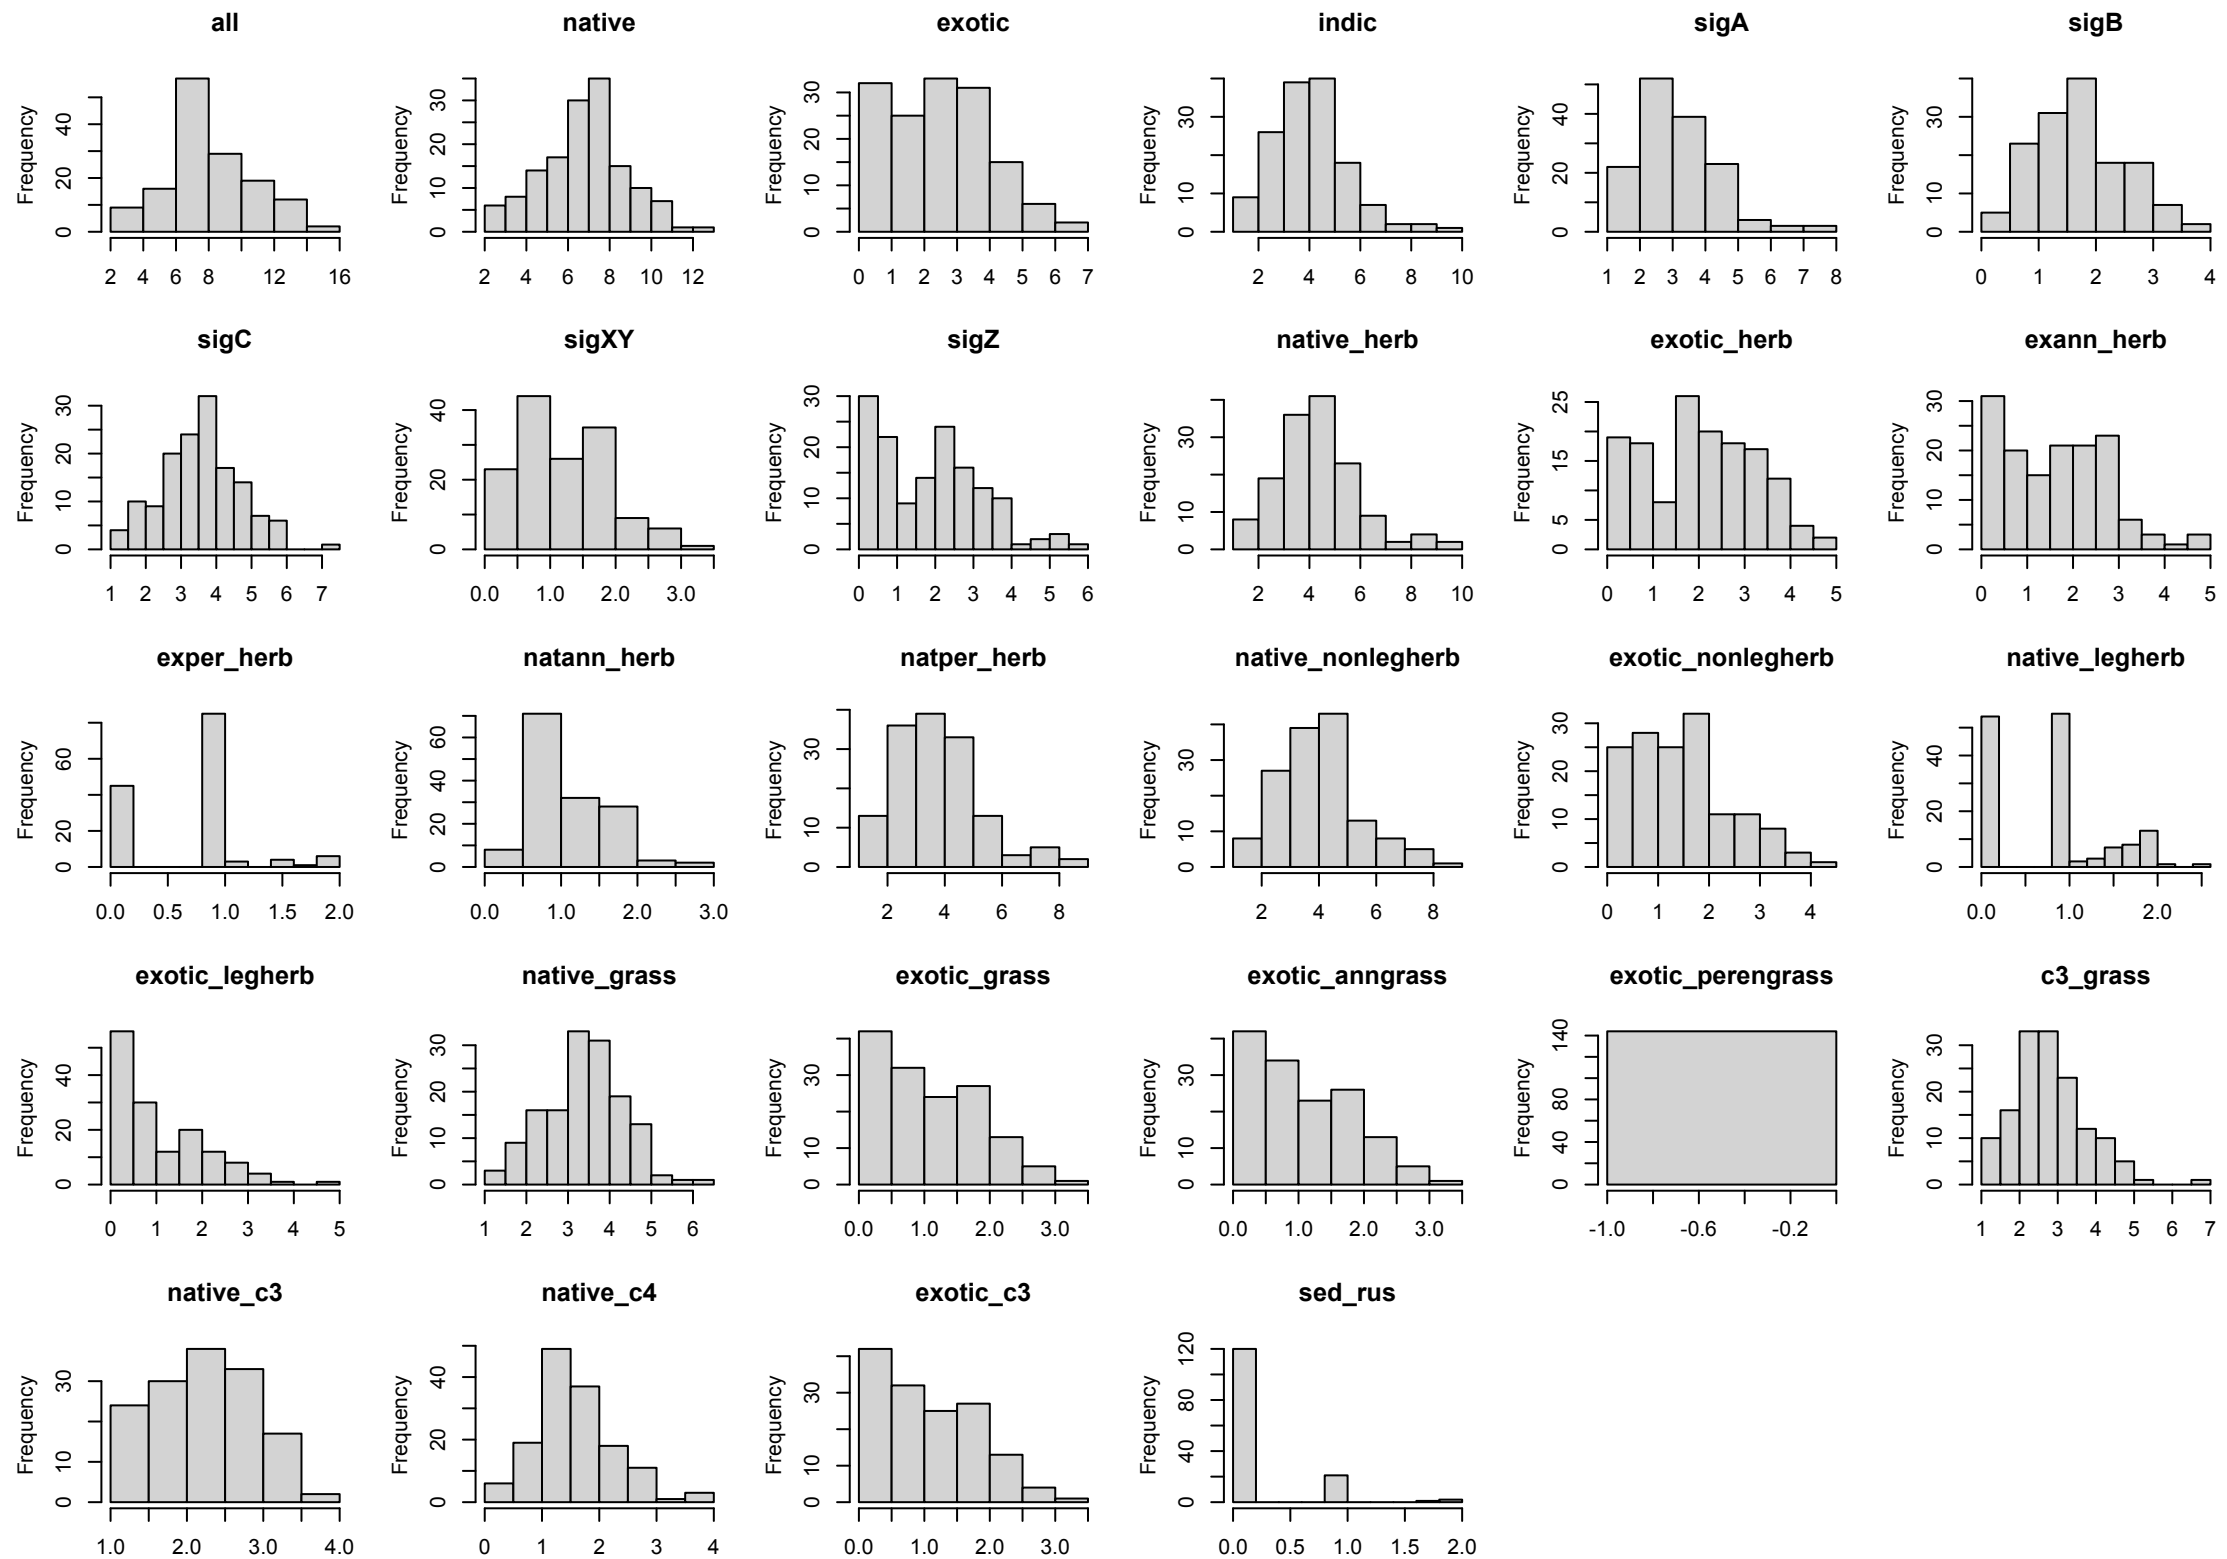 all native exotic indic sigA sigB
Frequency Frequency Frequency Frequency Frequency Frequency
0 20 40 0 10 20 30 0 10 20 30 0 10 30 0 20 40 0 10 30
2 4 6 8 12 16 2 4 6 8 10 12 0 1 2 3 4 5 6 7 2 4 6 8 10 1 2 3 4 5 6 7 8 0 1 2 3 4
sigC sigXY sigZ native_herb exotic_herb exann_herb
Frequency Frequency Frequency Frequency Frequency Frequency
0 10 20 30 0 20 40 0 10 20 30 0 10 30 0 5 15 25 0 10 20 30
1 2 3 4 5 6 7 0.0 1.0 2.0 3.0 0 1 2 3 4 5 6 2 4 6 8 10 0 1 2 3 4 5 0 1 2 3 4 5
exper_herb natann_herb natper_herb native_nonlegherb exotic_nonlegherb native_legherb
Frequency Frequency Frequency Frequency Frequency Frequency
0 20 60 0 20 40 60 0 10 30 0 10 30 0 10 20 30 0 20 40
0.0 0.5 1.0 1.5 2.0 0.0 1.0 2.0 3.0 2 4 6 8 2 4 6 8 0 1 2 3 4 0.0 1.0 2.0
exotic_legherb native_grass exotic_grass exotic_anngrass exotic_perengrass c3_grass
Frequency Frequency Frequency Frequency Frequency Frequency
0 20 40 0 10 20 30 0 10 30 0 10 30 0 40 80 140 0 10 20 30
0 1 2 3 4 5 1 2 3 4 5 6 0.0 1.0 2.0 3.0 0.0 1.0 2.0 3.0 -1.0 -0.6 -0.2 1 2 3 4 5 6 7
native_c3 native_c4 exotic_c3 sed_rus
Frequency Frequency Frequency Frequency
0 10 30 0 20 40 0 10 30 0 40 80 120
1.0 2.0 3.0 4.0 0 1 2 3 4 0.0 1.0 2.0 3.0 0.0 0.5 1.0 1.5 2.0